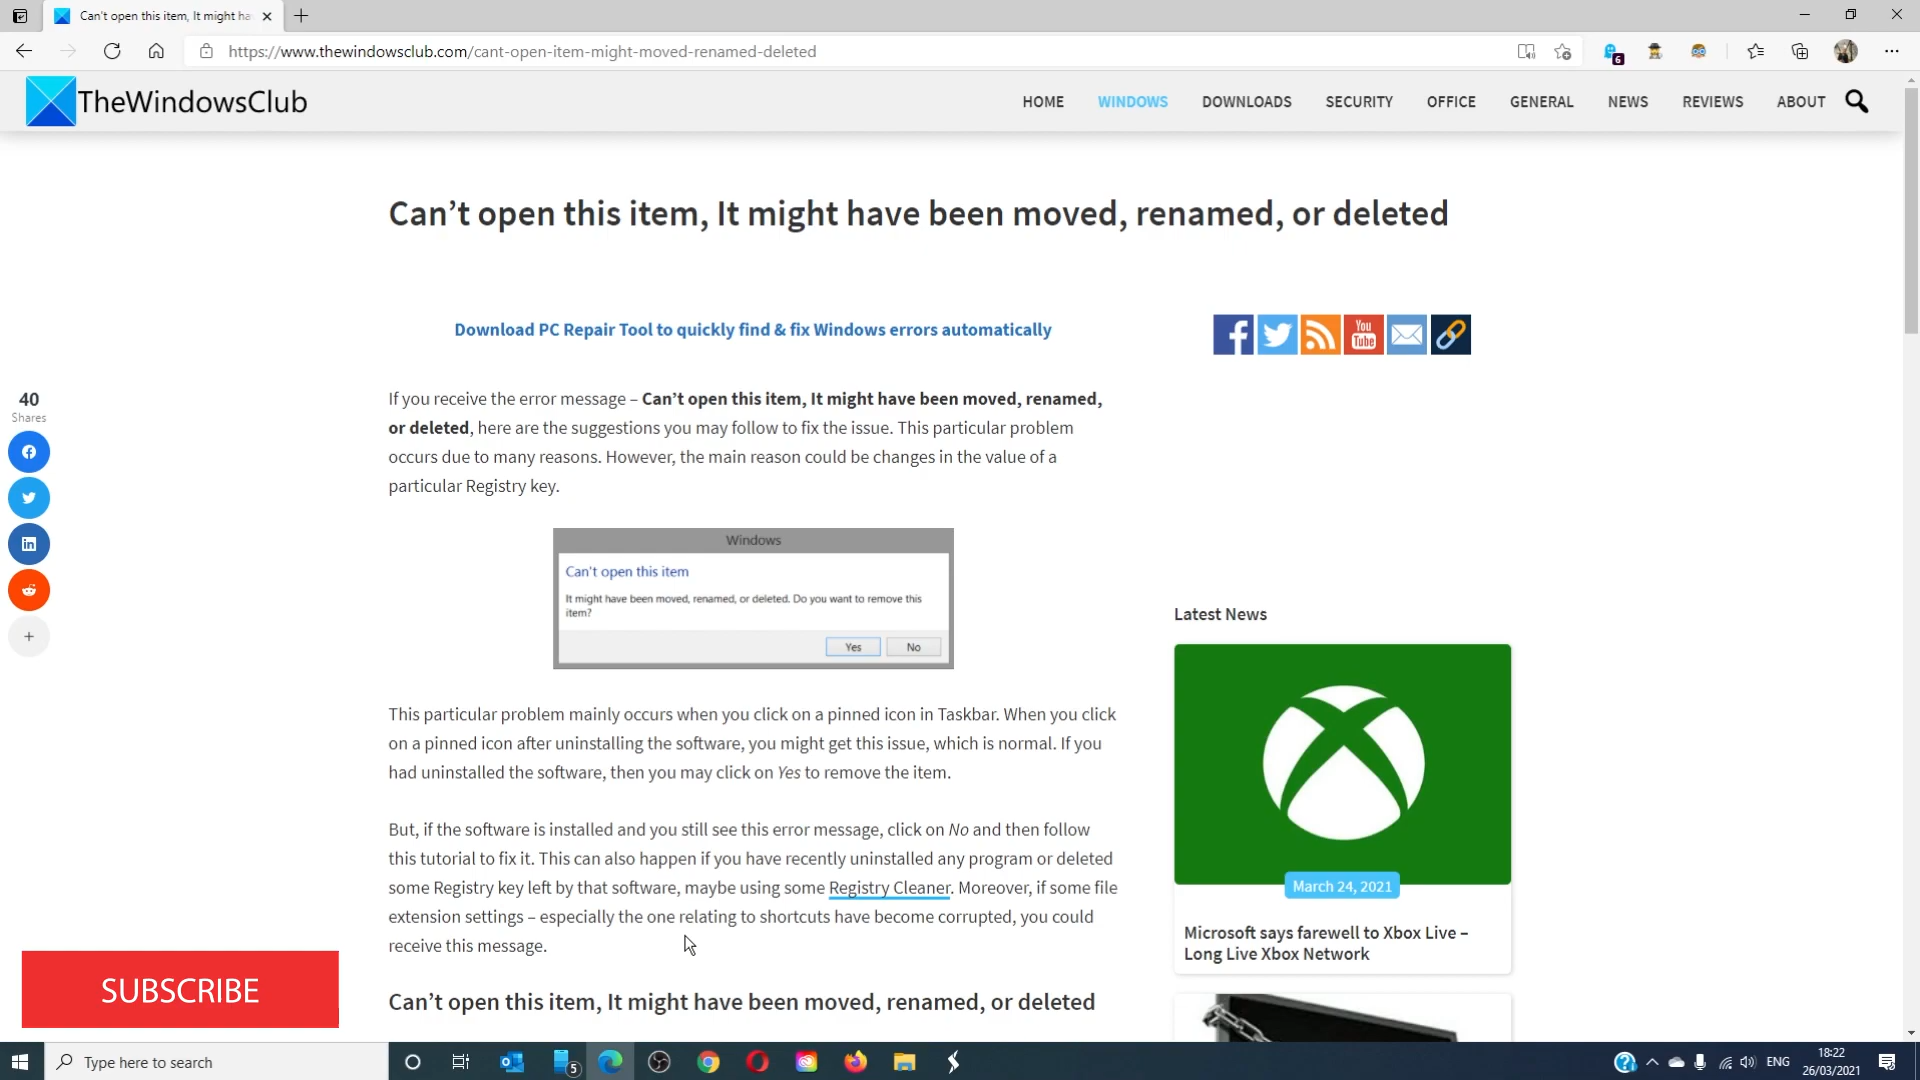 Can't open this item, It might ha
https://www.thewindowsclub.com/cant-open-item-might-moved-renamed-deleted
6
TheWindowsClub
HOME WINDOWS DOWNLOADS SECURITY OFFICE GENERAL NEWS REVIEWS ABOUT
Can’t open this item, It might have been moved, renamed, or deleted
Download PC Repair Tool to quickly find & fix Windows errors automatically
You
Tube
40
Shares
If you receive the error message – Can’t open this item, It might have been moved, renamed,
or deleted, here are the suggestions you may follow to fix the issue. This particular problem
occurs due to many reasons. However, the main reason could be changes in the value of a
particular Registry key.
Windows
Can't open this item
It might have been moved, renamed, or deleted. Do you want to remove this
item?
Yes No
This particular problem mainly occurs when you click on a pinned icon in Taskbar. When you click
on a pinned icon after uninstalling the software, you might get this issue, which is normal. If you
had uninstalled the software, then you may click on Yes to remove the item.
But, if the software is installed and you still see this error message, click on No and then follow
this tutorial to fix it. This can also happen if you have recently uninstalled any program or deleted
some Registry key left by that software, maybe using some Registry Cleaner. Moreover, if some file
extension settings – especially the one relating to shortcuts have become corrupted, you could
receive this message.
Can’t open this item, It might have been moved, renamed, or deleted
Latest News
March 24, 2021
Microsoft says farewell to Xbox Live –
Long Live Xbox Network
SUBSCRIBE
Type here to search
5
ENG
18:22
26/03/2021